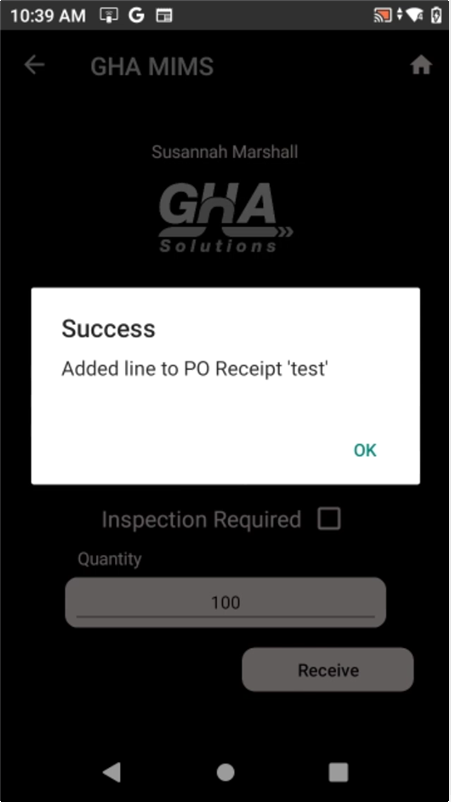 10:39 AM
GHA MIMS
Susannah Marshall
GHA
Solutions
Success
Added line to PO Receipt 'test'
OK
Inspection Required
Quantity
100
Receive